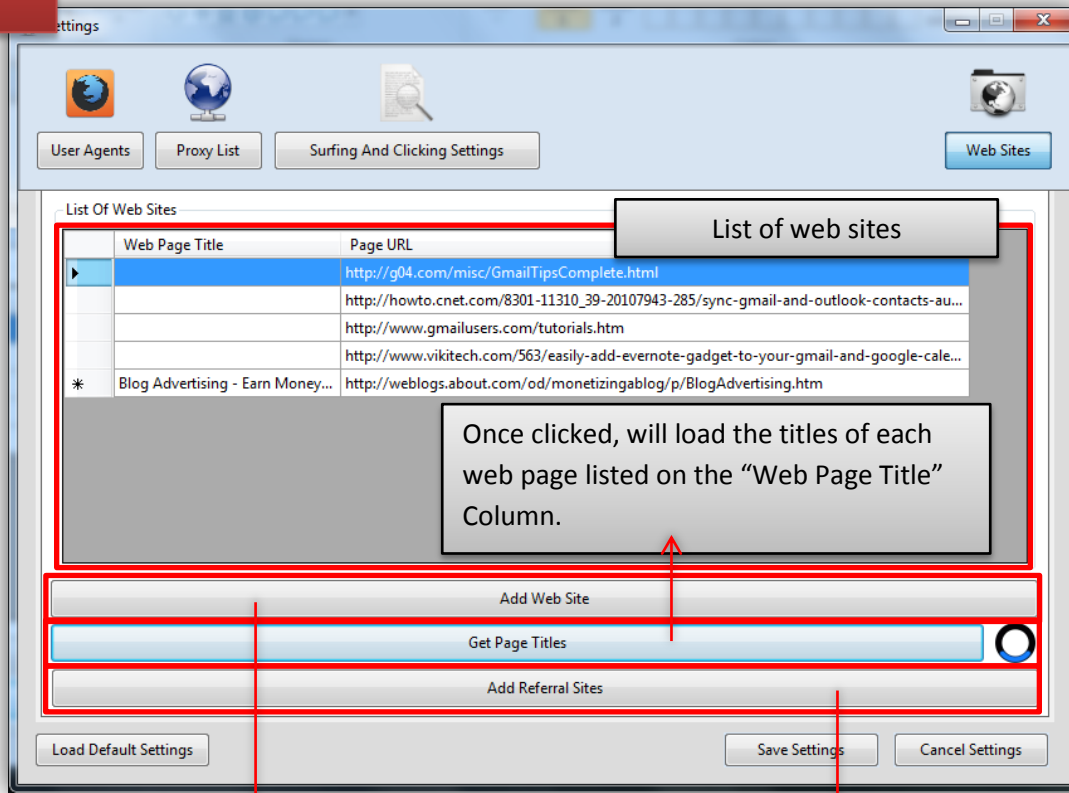 ettings
User Agents
Proxy List
Surfing And Clicking Settings
Web Sites
List Of Web Sites
List of web sites
Web Page Title Page URL
http://g04.com/misc/GmailTipsComplete.html
http://howto.cnet.com/8301-11310_39-20107943-285/sync-gmail-and-outlook-contacts-au...
http://www.gmailusers.com/tutorials.htm
http://www.vikitech.com/563/easily-add-evernote-gadget-to-your-gmail-and-google-cale...
Blog Advertising - Earn Money... http://weblogs.about.com/od/monetizingablog/p/BlogAdvertising.htm
Once clicked, will load the titles of each
web page listed on the “Web Page Title”
Column.
Add Web Site
Get Page Titles
Add Referral Sites
Load Default Settings
Save Settings
Cancel Settings